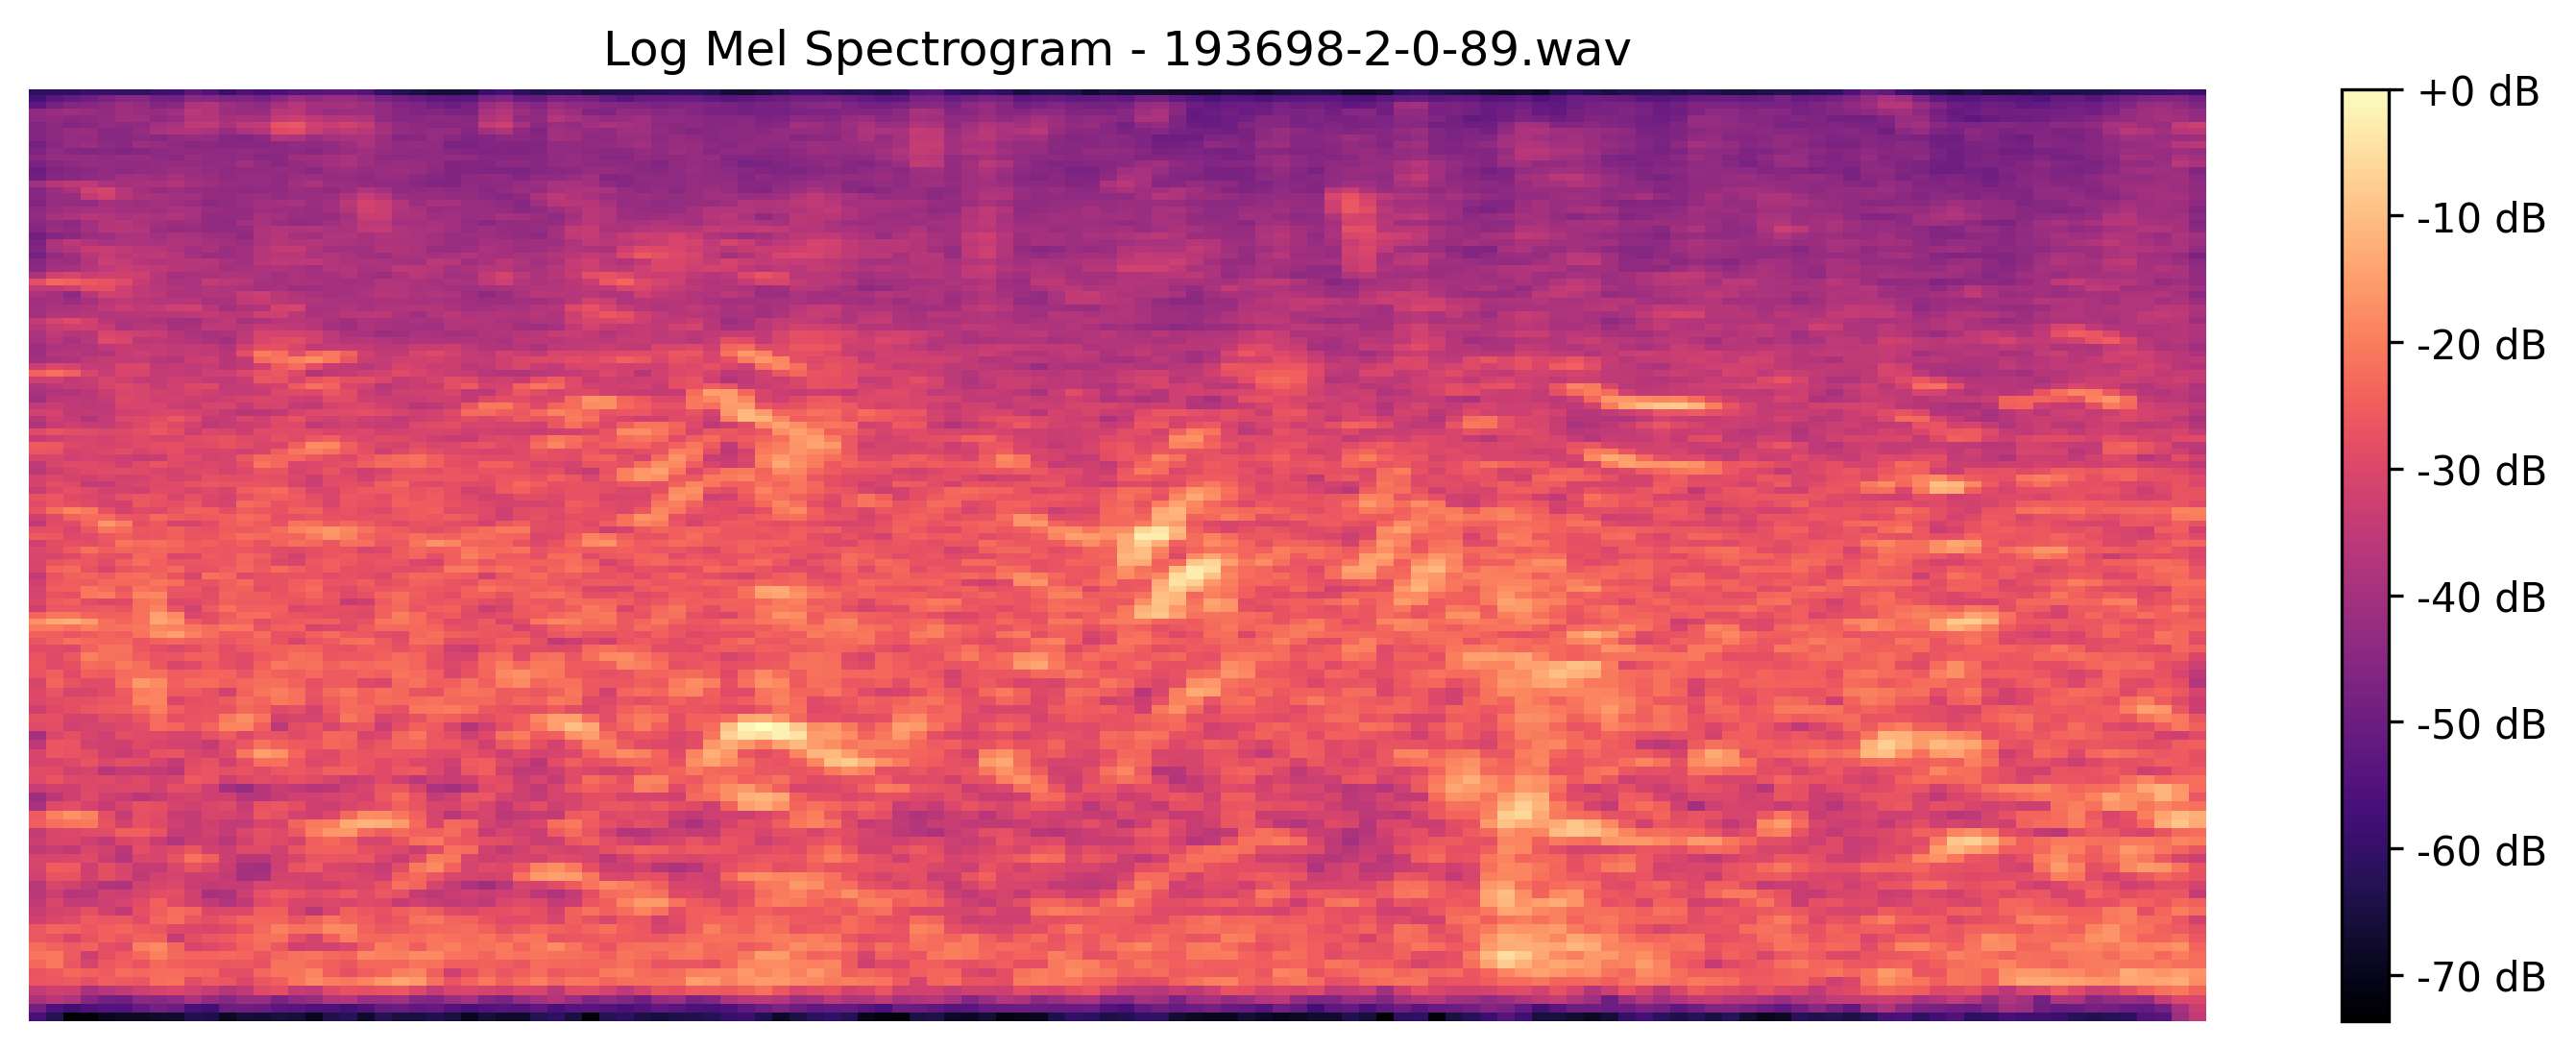 Log Mel Spectrogram - 193698-2-0-89.wav
+0 dB
-10 dB
-20 dB
-30 dB
-40 dB
-50 dB
-60 dB
-70 dB